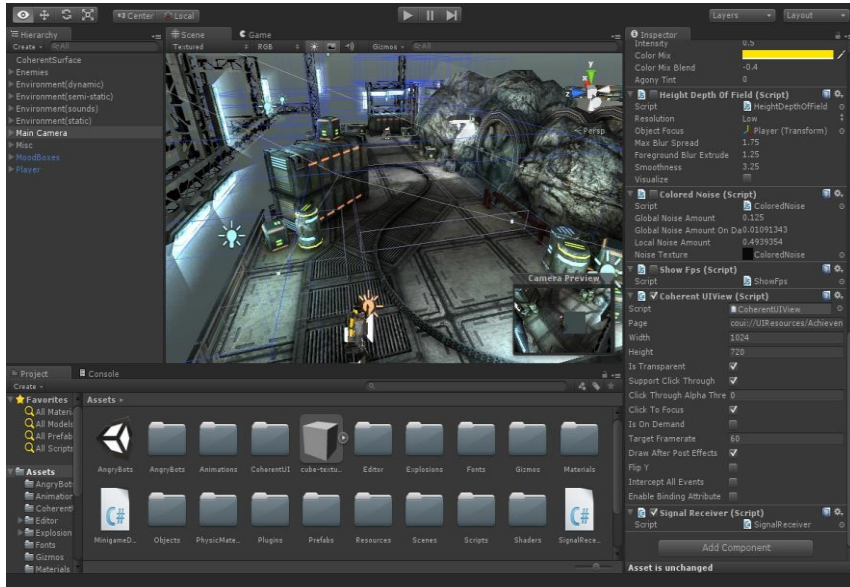 Center Local
Layers Layout
Hierarchy
Create All
CoherentSurface
Enemies
Environment(dynamic)
Environment(semi-static)
Environment(sounds)
Environment(static)
Main Camera
Misc
MoodBoxes
Player
Scene Game
Textured RGB Gizmos All
y
z
Persp
Camera Preview
Inspector
Intensity 0.5
Color Mix
Color Mix Blend -0.4
Agony Tint 0
Height Depth Of Field (Script)
Script HeightDepthOfField
Resolution Low
Object Focus Player (Transform)
Max Blur Spread 1.75
Foreground Blur Extrude 1.25
Smoothness 3.25
Visualize
Colored Noise (Script)
Script ColoredNoise
Global Noise Amount 0.125
Global Noise Amount On Da 0.01091343
Local Noise Amount 0.4939354
Noise Texture ColoredNoise
Show Fps (Script)
Script ShowFps
Coherent UIView (Script)
Script CoherentUIView
Page coui://UIResources/Achieven
Width 1024
Height 720
Is Transparent
Support Click Through
Click Through Alpha Thre 0
Click To Focus
Is On Demand
Target Framerate 60
Draw After Post Effects
Flip Y
Intercept All Events
Enable Binding Attribute
Signal Receiver (Script)
Script SignalReceiver
Add Component
Asset is unchanged
Project Console
Create
Favorites
All Materi
All Models
All Prefab
All Scripts
Assets
AngryBot
Animation
Coherent
Editor
Explosion
Fonts
Gizmos
Materials
Assets
AngryBots AngryBots Animations CoherentUI cube-textu... Editor Explosions Fonts Gizmos Materials
C# C#
MinigameD... Objects PhysicMate... Plugins Prefabs Resources Scenes Scripts Shaders SignalRece...